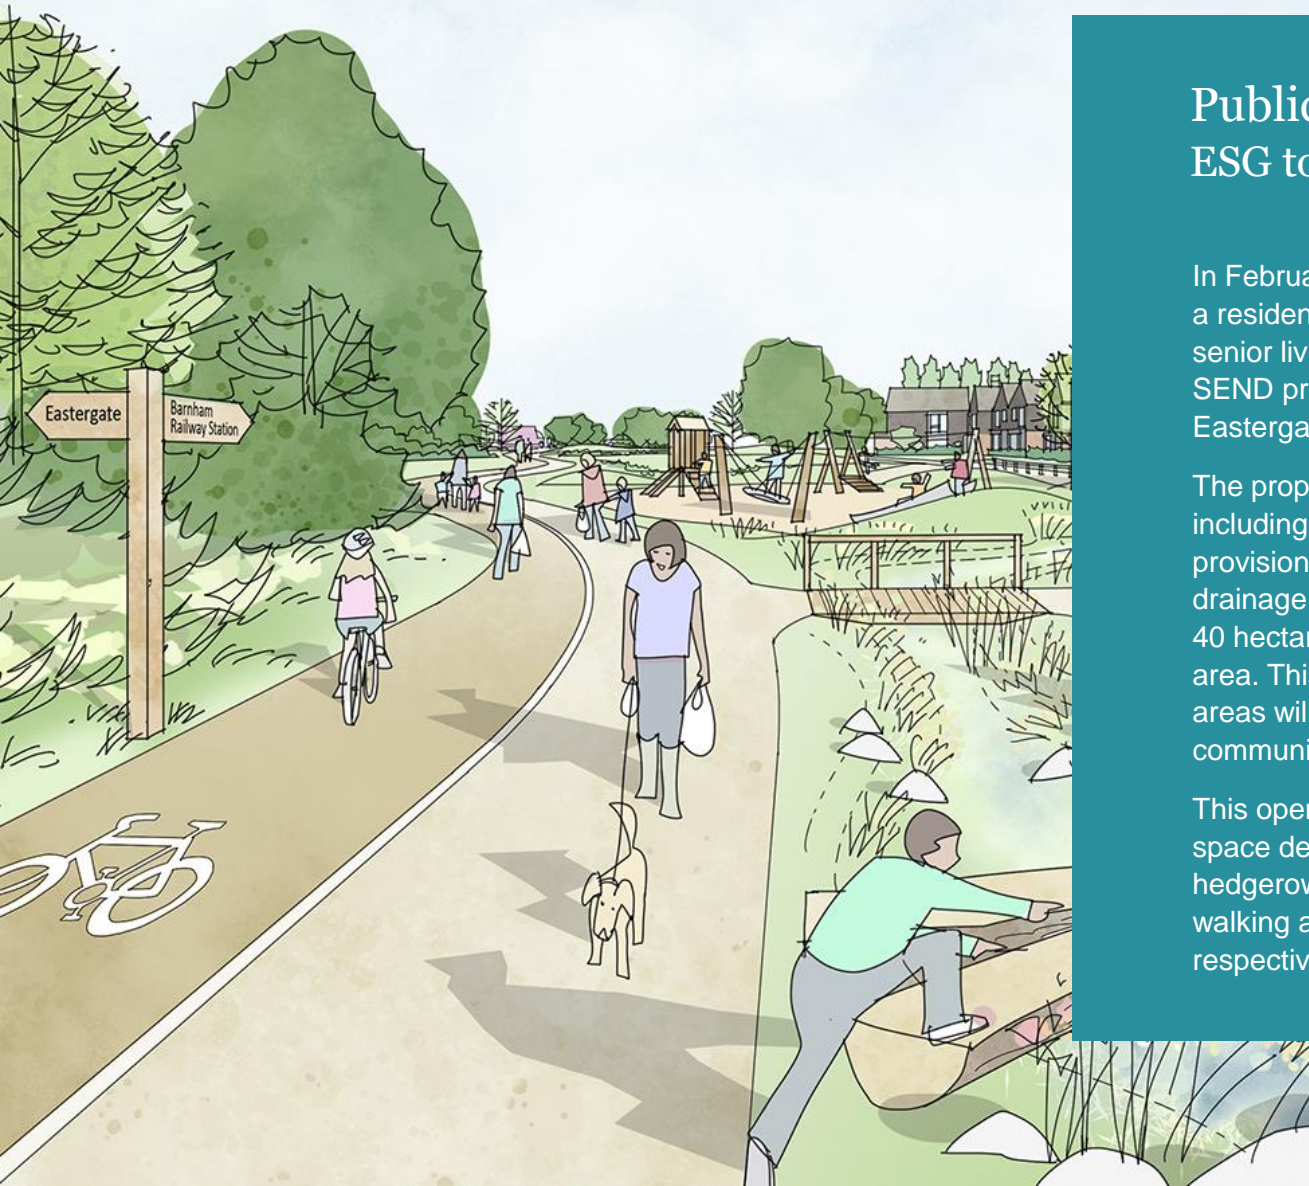 Eastergate
Barnham
Railway Station
Public
ESG to
In Februa
a residen
senior liv
SEND pr
Easterga
The prop
including
provision
drainage
40 hectar
area. This
areas wil
communi
This oper
space de
hedgerow
walking a
respectiv